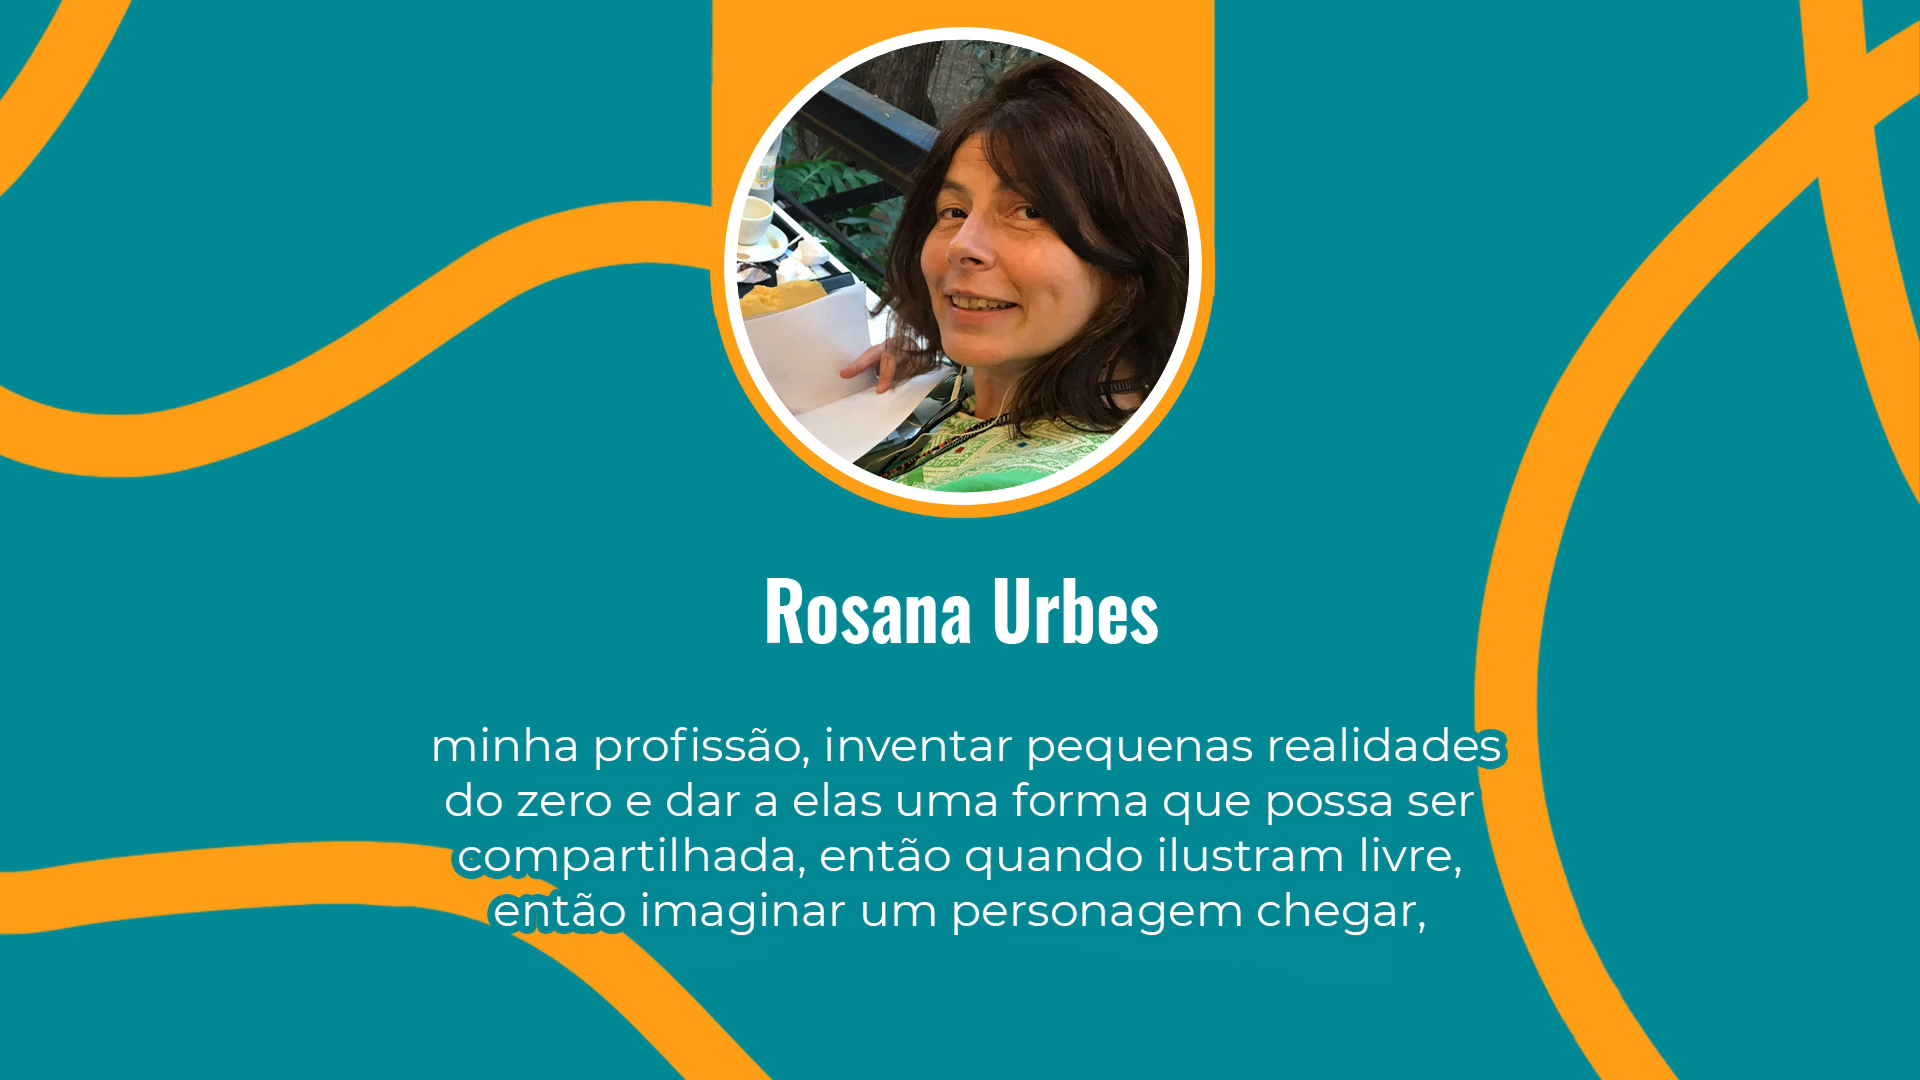 Rosana Urbes
minha profissão, inventar pequenas realidades
do zero e dar a elas uma forma que possa ser
compartilhada, então quando ilustram livre,
então imaginar um personagem chegar,